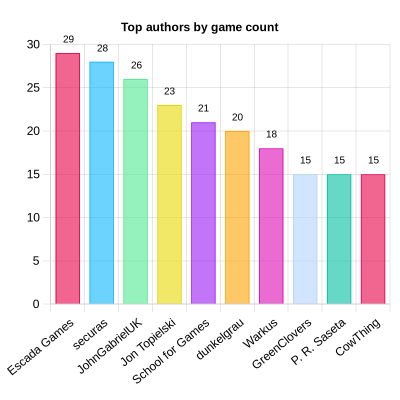 Top authors by game count
30
25
20
15
10
5
0
29
28
26
23
21
20
18
15
15
15
Escada Games
securas
JohnGabrielUK
Jon Topielski
School for Games
dunkelgrau
Warkus
GreenClovers
P. R. Saseta
CowThing